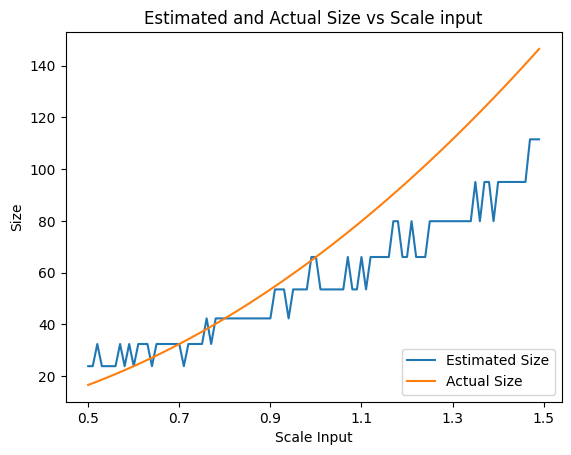 Estimated and Actual Size vs Scale input
140
120
100
80
60
40
20
Size
0.5 0.7 0.9 1.1 1.3 1.5
Scale Input
Estimated Size
Actual Size